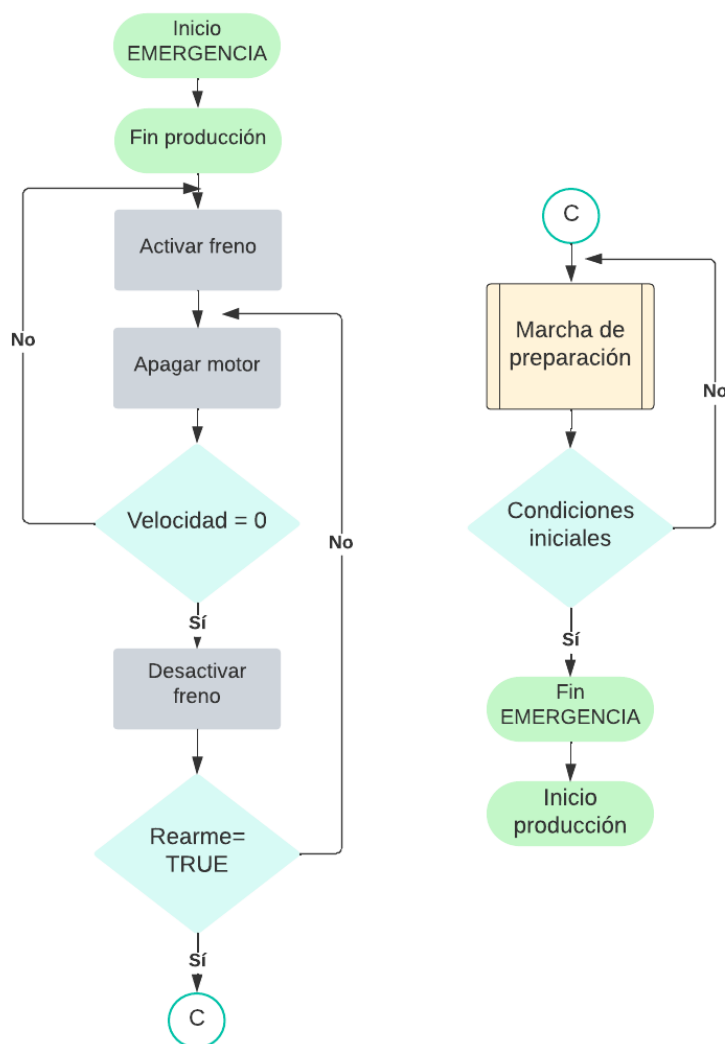 Inicio
EMERGENCIA
Fin producción
Activar freno
No
Apagar motor
Velocidad = 0
No
Sí
Desactivar
freno
Rearme=
TRUE
Sí
C
C
Marcha de
preparación
No
Condiciones
iniciales
Sí
Fin
EMERGENCIA
Inicio
producción